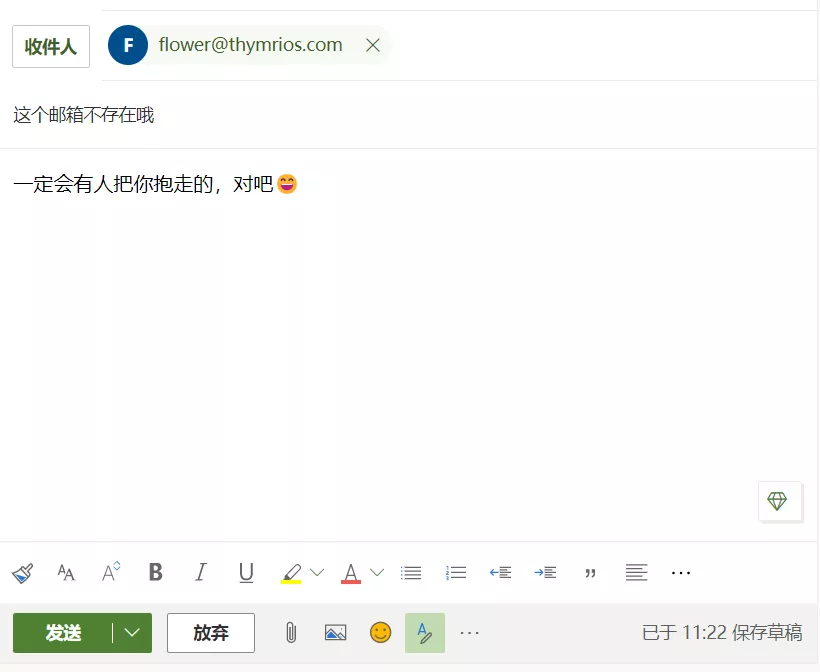 收件人 F flower@thymrios.com
这个邮箱不存在哦
一定会有人把你抱走的，对吧😄
发送 放弃 已于 11:22 保存草稿